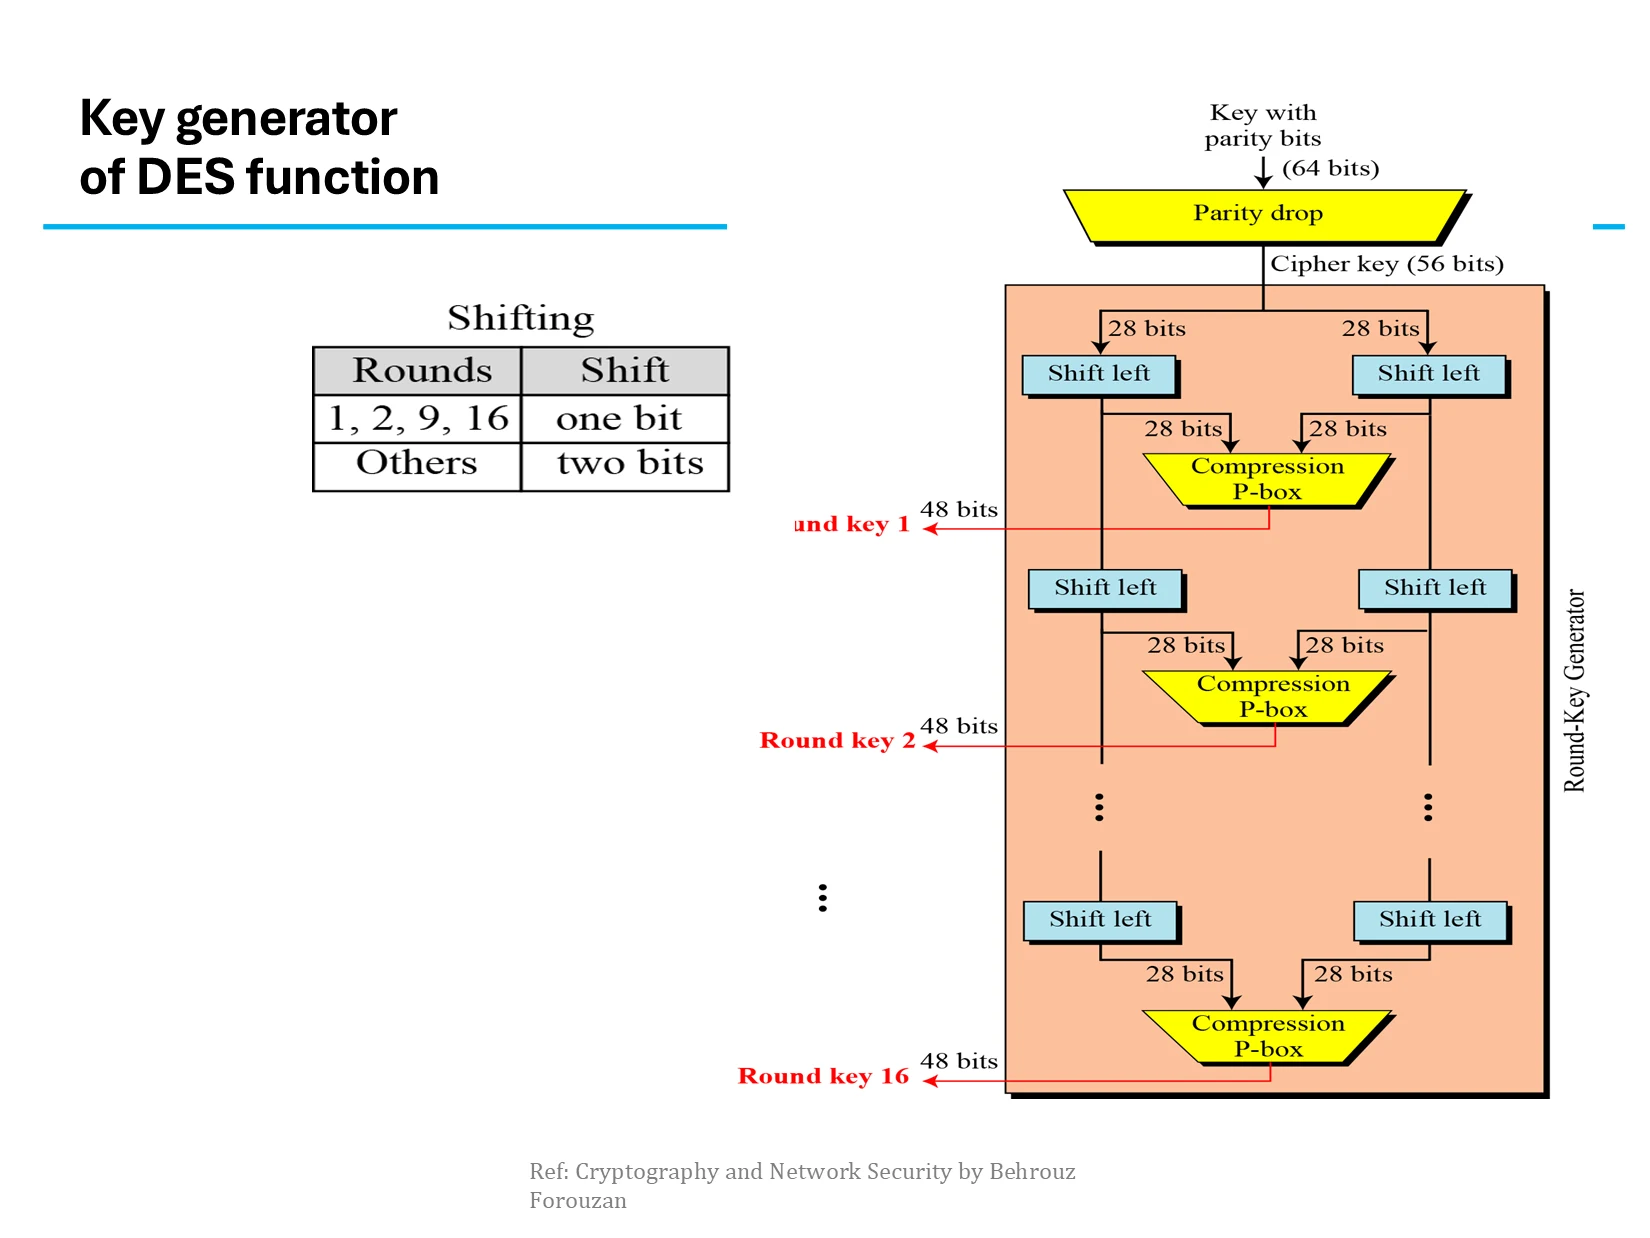 Key generator
of DES function
Shifting
Rounds Shift
1, 2, 9, 16 one bit
Others two bits
Key with
parity bits
(64 bits)
Parity drop
Cipher key (56 bits)
28 bits 28 bits
Shift left Shift left
28 bits 28 bits
Compression
P-box
48 bits
und key 1
Shift left Shift left
28 bits 28 bits
Compression
P-box
48 bits
Round key 2
Round-Key Generator
Shift left Shift left
28 bits 28 bits
Compression
P-box
48 bits
Round key 16
Ref: Cryptography and Network Security by Behrouz
Forouzan